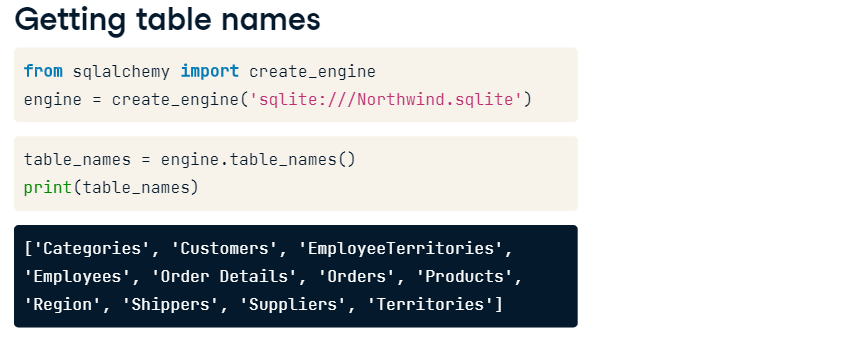 Getting table names
from sqlalchemy import create_engine
engine = create_engine('sqlite:///Northwind.sqlite')
table_names = engine.table_names()
print(table_names)
['Categories', 'Customers', 'EmployeeTerritories',
'Employees', 'Order Details', 'Orders', 'Products',
'Region', 'Shippers', 'Suppliers', 'Territories']